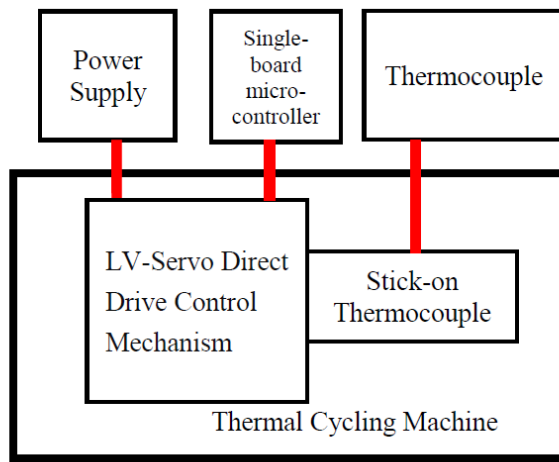 Power
Supply
Single-
board
micro-
controller
Thermocouple
LV-Servo Direct
Drive Control
Mechanism
Stick-on
Thermocouple
Thermal Cycling Machine